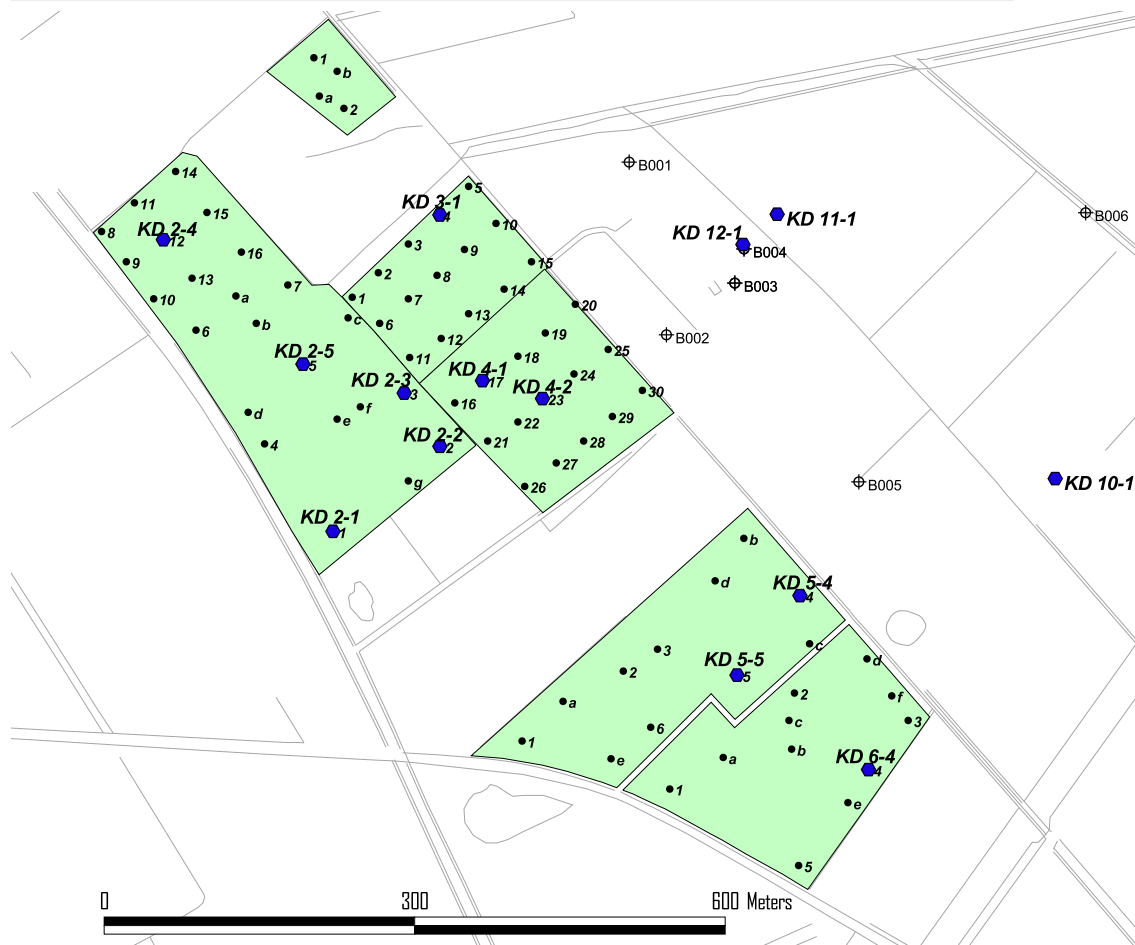 1
b
a
2
14
11
15
8
KD 2-4
12
16
9
13
a
7
10
6
b
KD 2-5
5
d
4
c
KD 2-3
3
f
e
KD 2-2
2
g
KD 2-1
1
5
KD 3-1
4
10
3
9
15
2
8
14
1
7
13
6
12
11
20
19
25
18
24
KD 4-1
17
KD 4-2
23
30
16
29
22
21
28
27
26
B001
KD 11-1
B006
KD 12-1
B004
B003
B002
B005
KD 10-1
b
d
KD 5-4
4
c
3
KD 5-5
5
2
a
6
1
e
d
2
f
c
3
b
a
KD 6-4
4
1
e
5
0 300 600 Meters